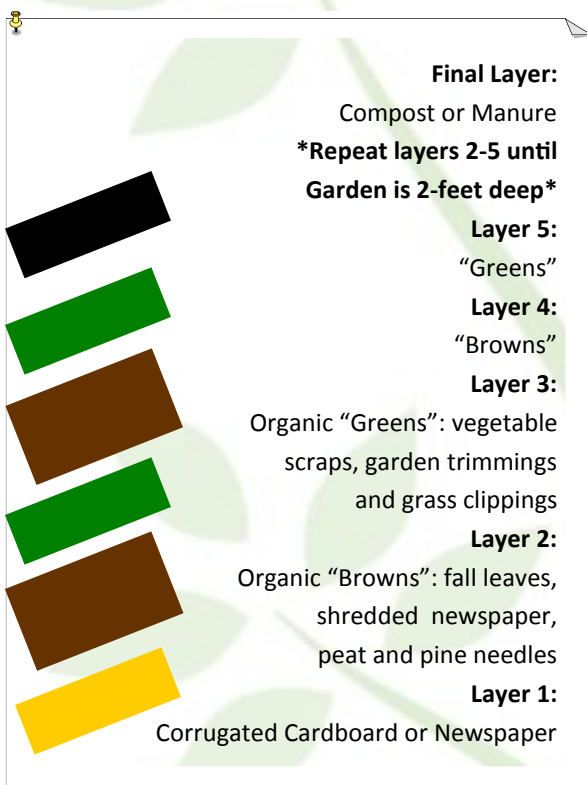 Final Layer:
Compost or Manure
*Repeat layers 2-5 until
Garden is 2-feet deep*
Layer 5:
“Greens”
Layer 4:
“Browns”
Layer 3:
Organic “Greens”: vegetable
scraps, garden trimmings
and grass clippings
Layer 2:
Organic “Browns”: fall leaves,
shredded newspaper,
peat and pine needles
Layer 1:
Corrugated Cardboard or Newspaper